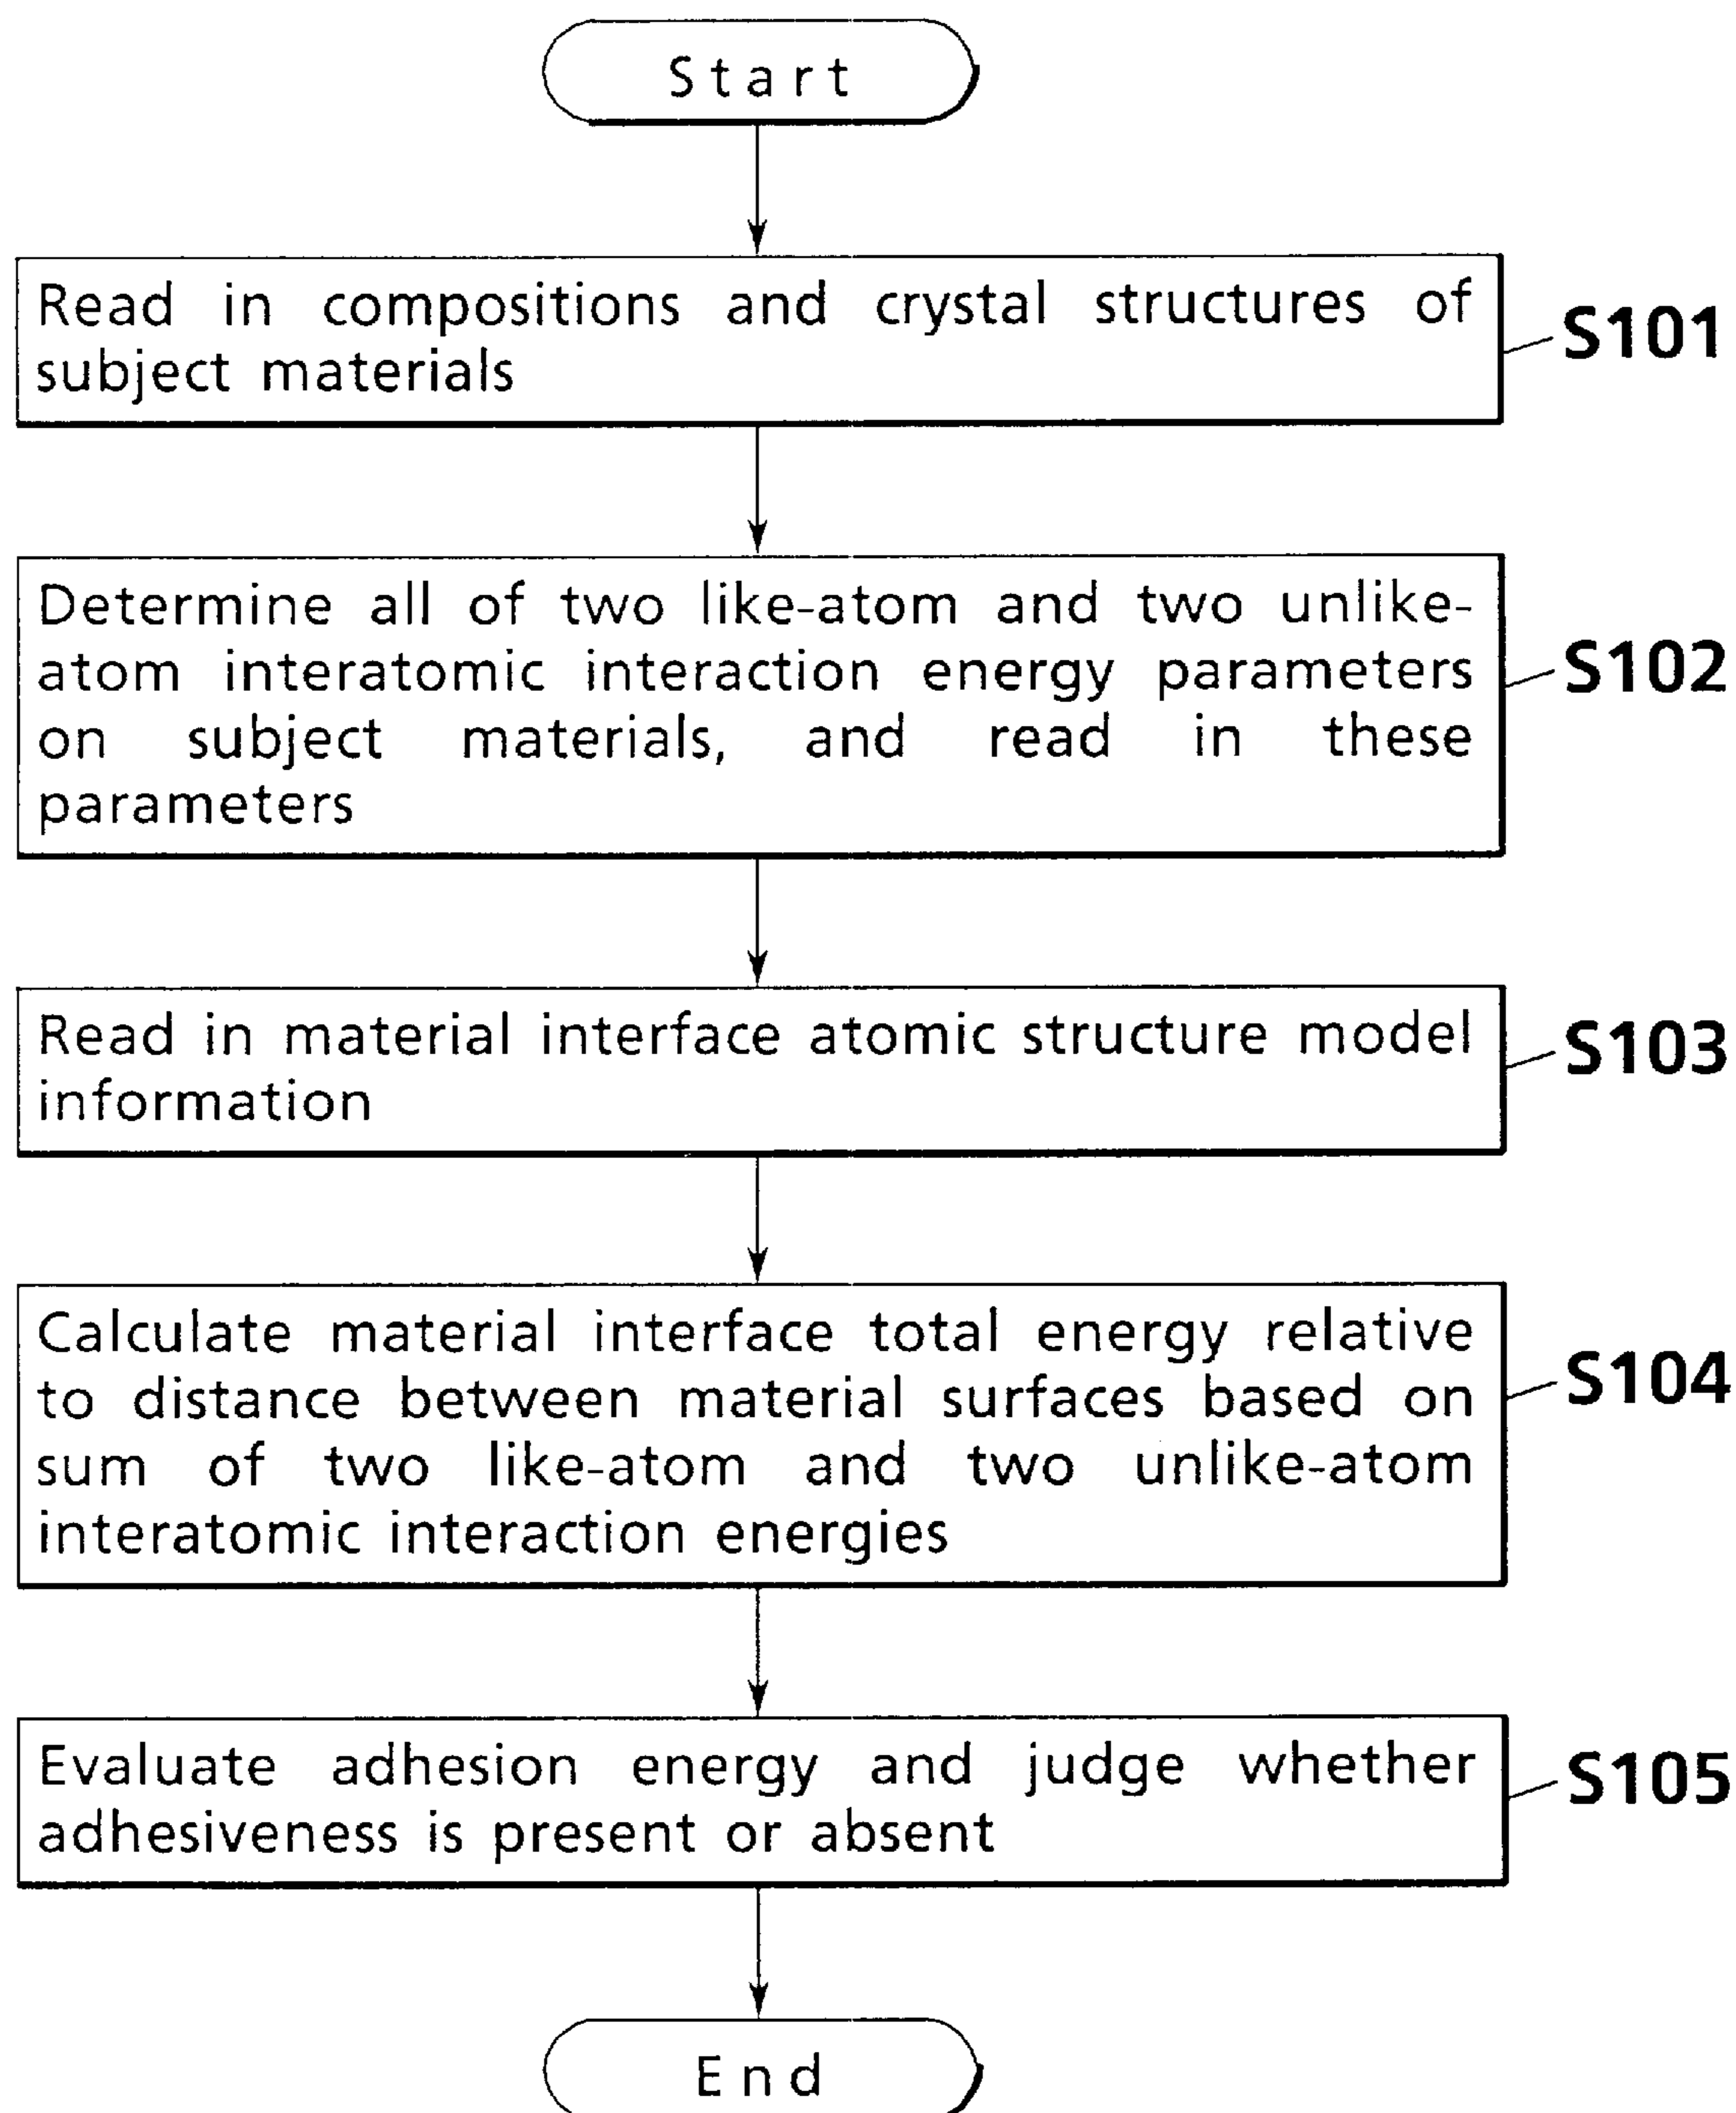 Start
Read in compositions and crystal structures of
subject materials
S101
Determine all of two like-atom and two unlike-
atom interatomic interaction energy parameters
on subject materials, and read in these
parameters
S102
Read in material interface atomic structure model
information
S103
Calculate material interface total energy relative
to distance between material surfaces based on
sum of two like-atom and two unlike-atom
interatomic interaction energies
S104
Evaluate adhesion energy and judge whether
adhesiveness is present or absent
S105
End